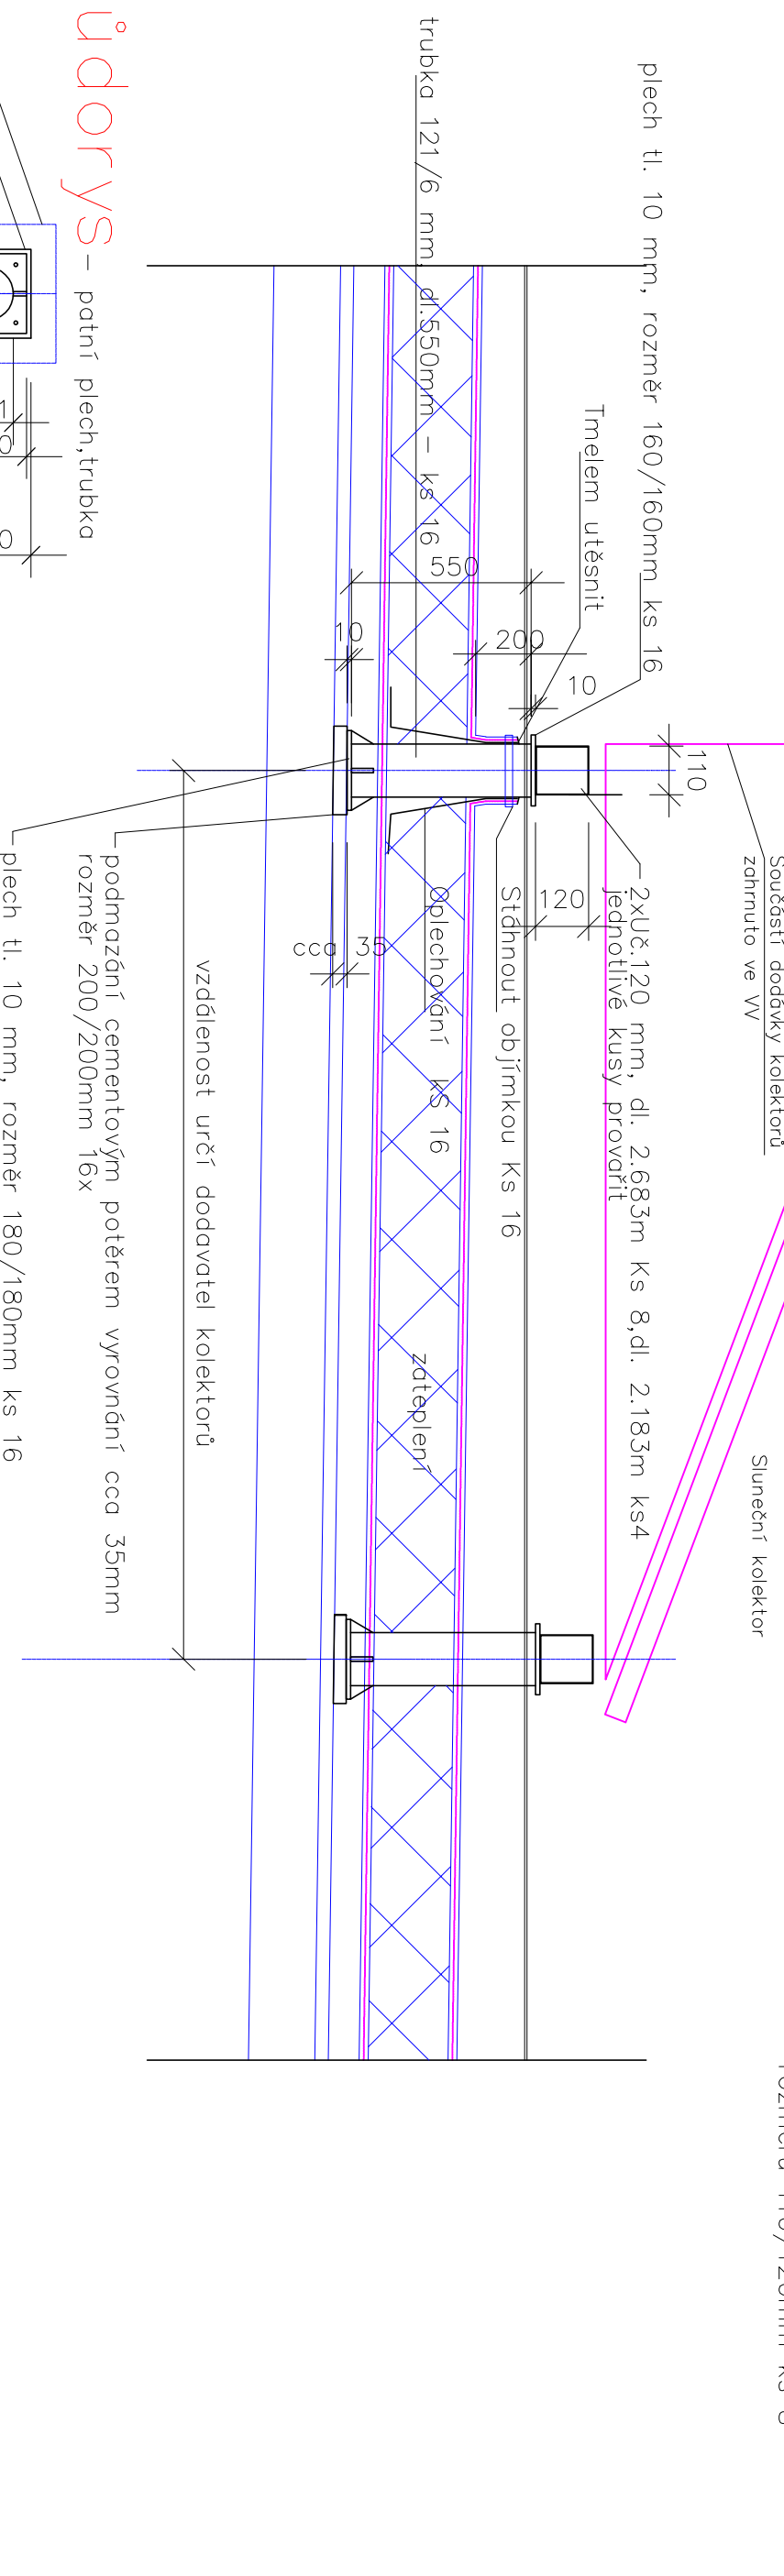 Součástí dodávky kolektorů
zahrnuto ve VV
Sluneční kolektor
110
plech tl. 10 mm, rozměr 160/160mm ks 16
2xUč.120 mm, dl. 2.683m Ks 8,dl. 2.183m ks4
jednotlivé kusy provařit
Tmelem utěsnit
10
120
200
Stáhnout objímkou Ks 16
550
Oplechování ks 16
trubka 121/6 mm, dl.550mm – ks 16
zateplení
10
cca 35
vzdálenost určí dodavatel kolektorů
podmazání cementovým potěrem vyrovnání cca 35mm
rozměr 200/200mm 16x
ůdorys– patní plech,trubka
plech tl. 10 mm, rozměr 180/180mm ks 16